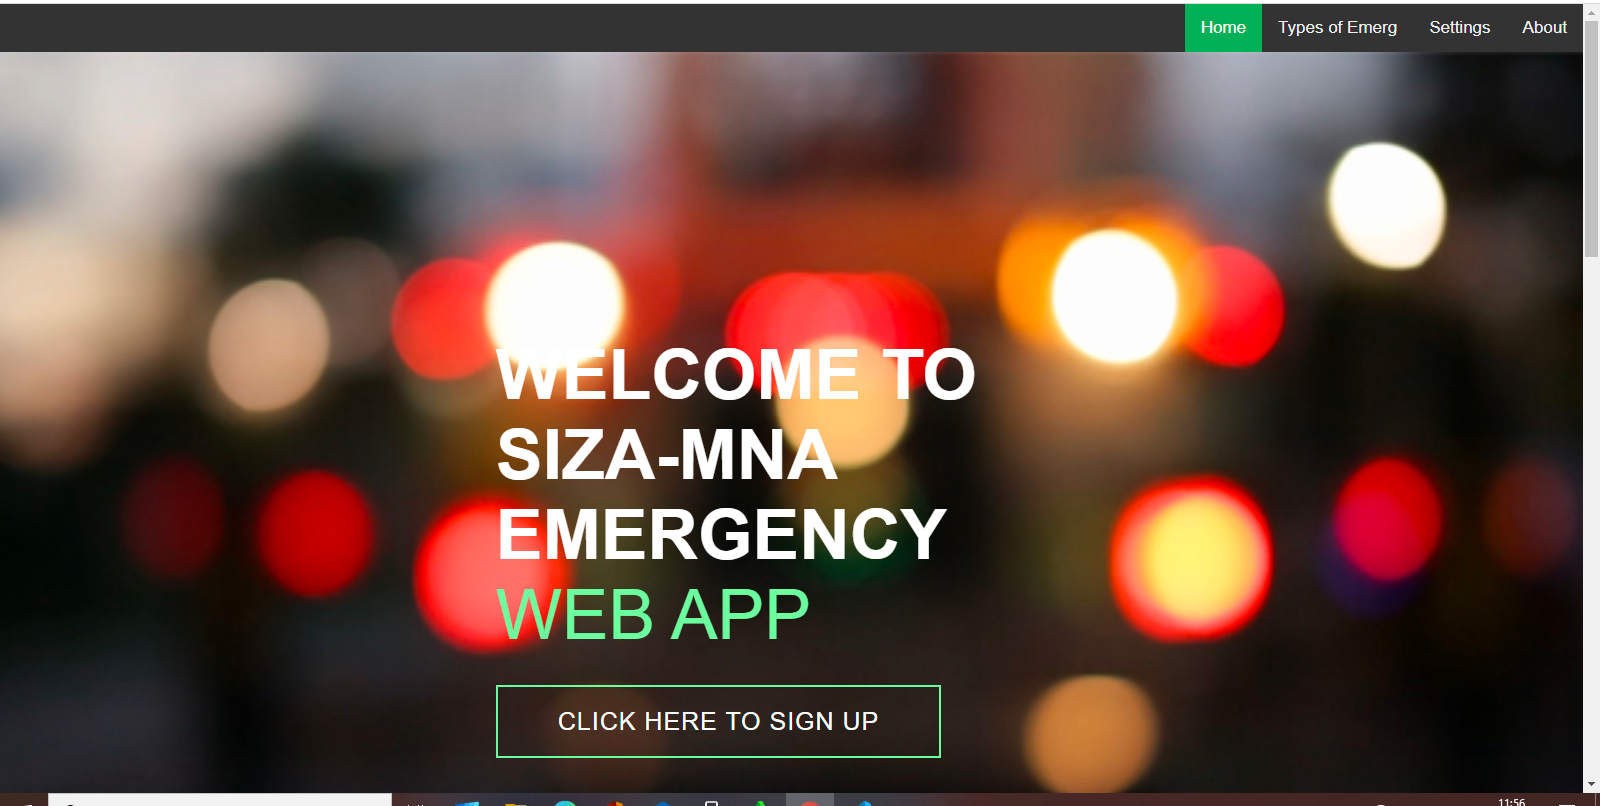 Home Types of Emerg Settings About
WELCOME TO
SIZA-MNA
EMERGENCY
WEB APP
CLICK HERE TO SIGN UP
11:56